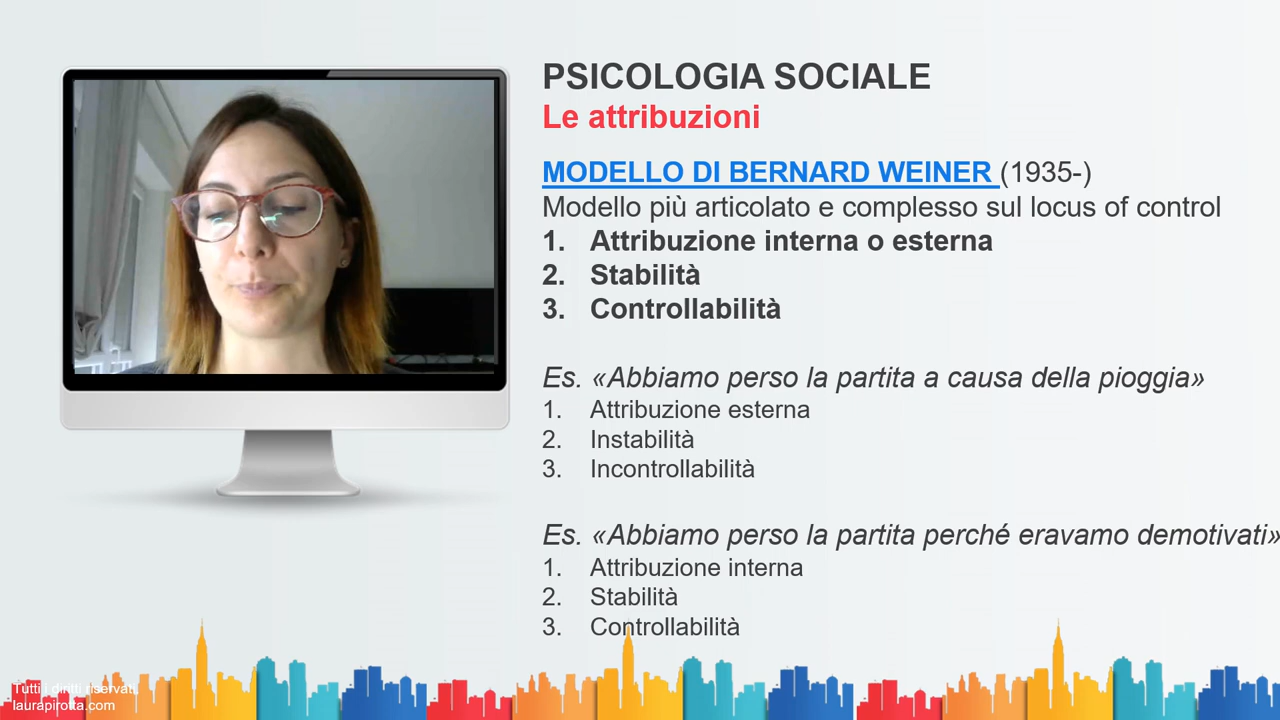 PSICOLOGIA SOCIALE
Le attribuzioni
MODELLO DI BERNARD WEINER (1935-)
Modello più articolato e complesso sul locus of control
1. Attribuzione interna o esterna
2. Stabilità
3. Controllabilità
Es. «Abbiamo perso la partita a causa della pioggia»
1. Attribuzione esterna
2. Instabilità
3. Incontrollabilità
Es. «Abbiamo perso la partita perché eravamo demotivati»
1. Attribuzione interna
2. Stabilità
3. Controllabilità
Tutti i diritti riservati
laurapirotta.com